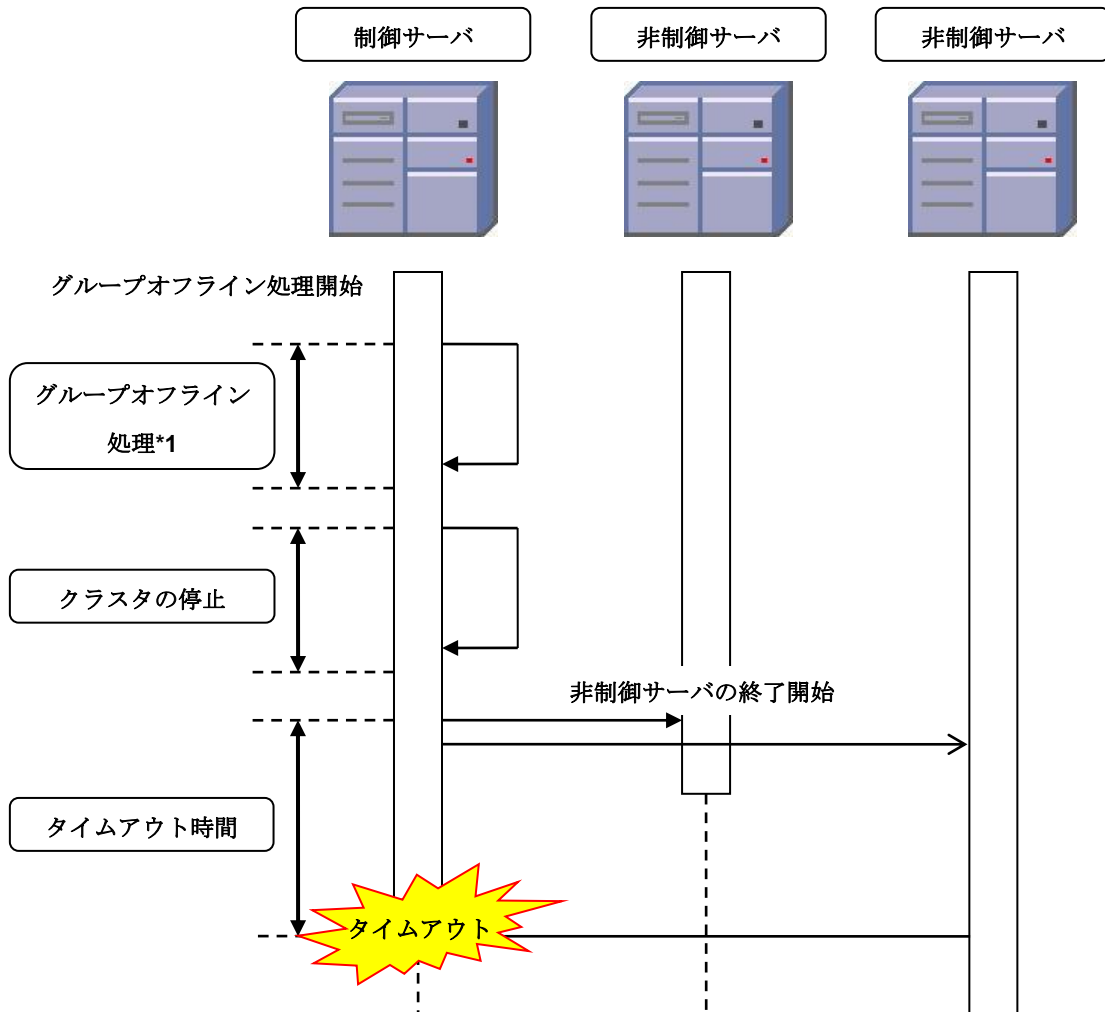 制御サーバ
非制御サーバ
非制御サーバ
グループオフライン処理開始
グループオフライン
処理*1
クラスタの停止
非制御サーバの終了開始
タイムアウト時間
タイムアウト